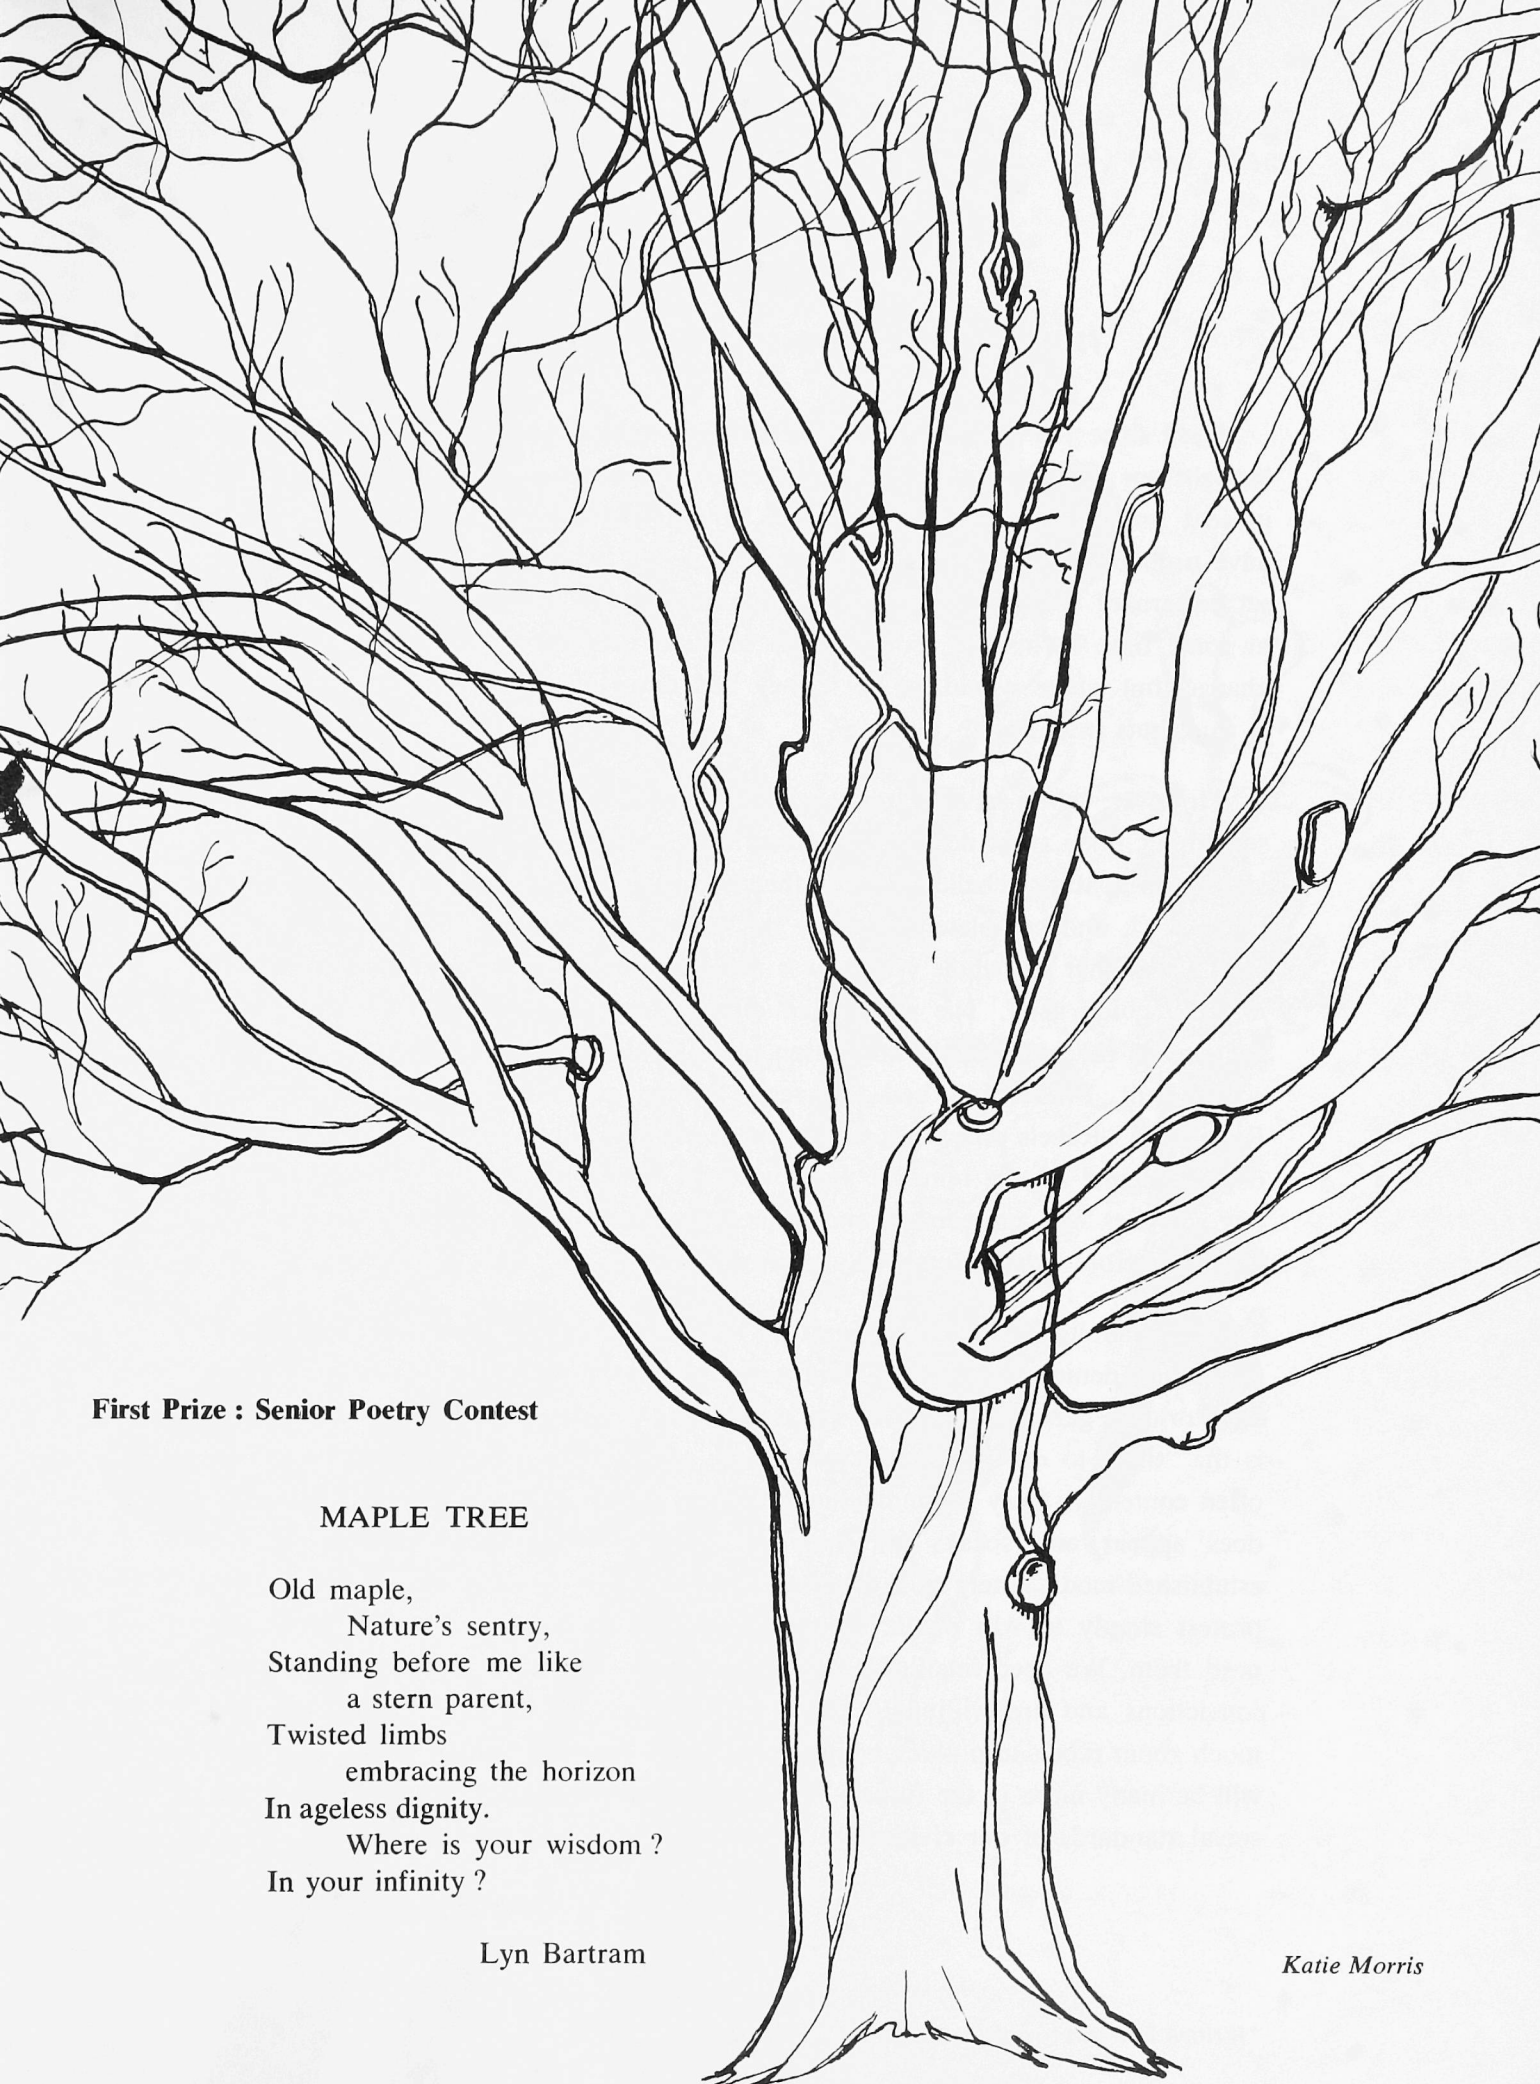 First Prize : Senior Poetry Contest
MAPLE TREE
Old maple,
Nature's sentry,
Standing before me like
a stern parent,
Twisted limbs
embracing the horizon
In ageless dignity.
Where is your wisdom ?
In your infinity ?
Lyn Bartram
Katie Morris